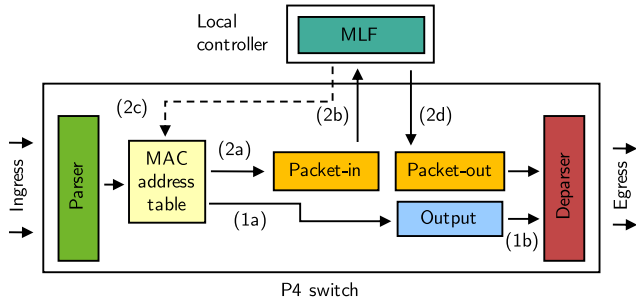 Local
controller
MLF
(2c)
(2b)
(2d)
Ingress
Parser
MAC
address
table
(2a)
Packet-in
Packet-out
(1a)
Output
(1b)
Deparser
Egress
P4 switch